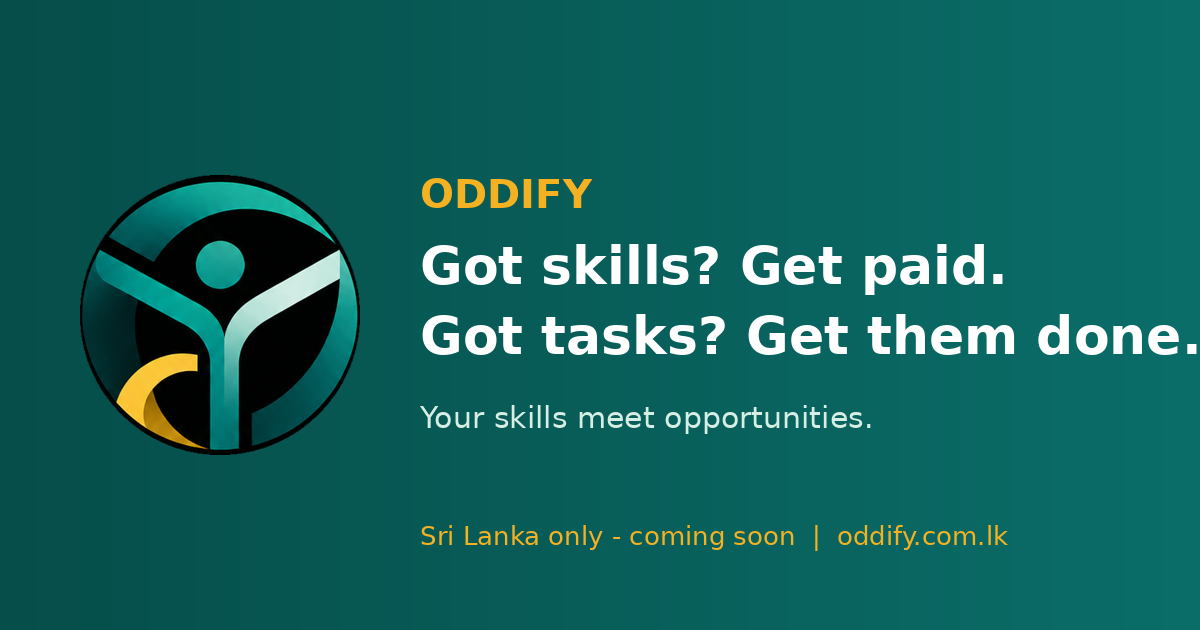 ODDIFY
Got skills? Get paid.
Got tasks? Get them done.
Your skills meet opportunities.
Sri Lanka only - coming soon | oddify.com.lk